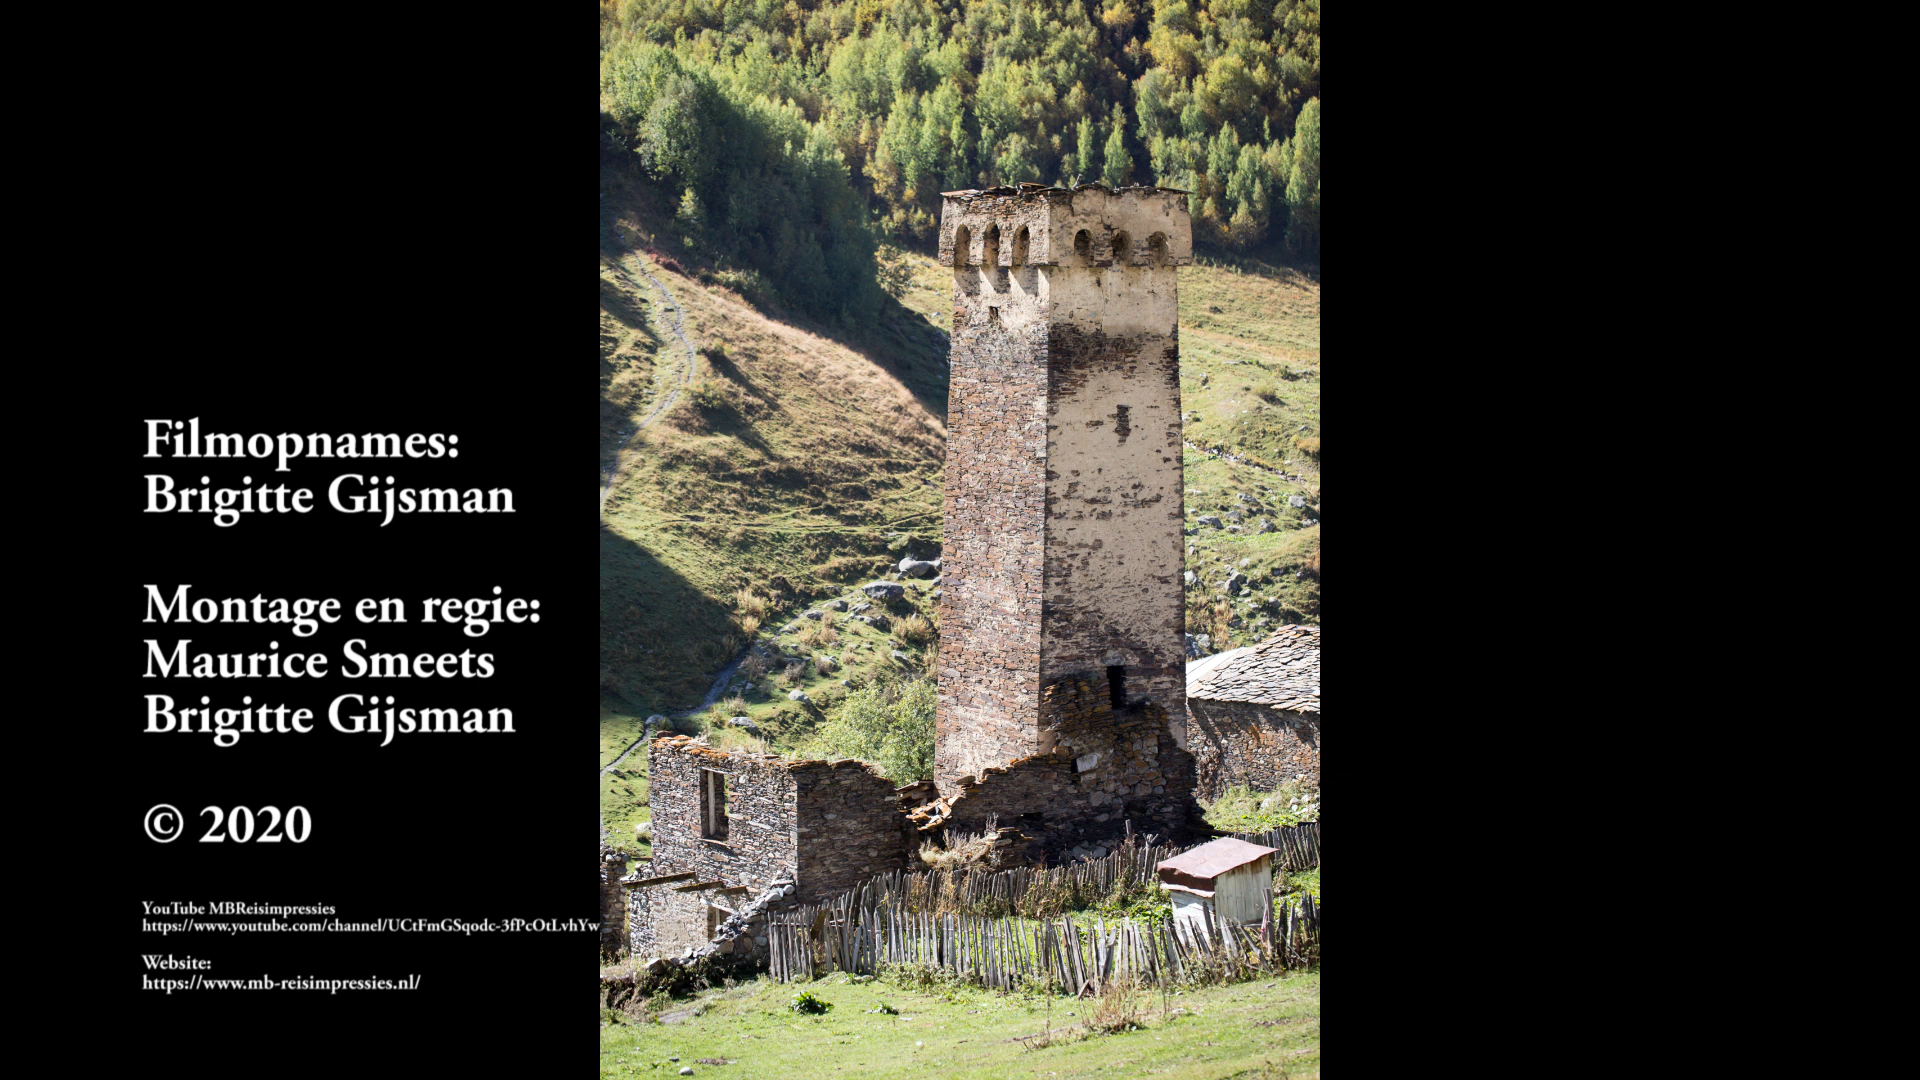 Filmopnames:
Brigitte Gijsman
Montage en regie:
Maurice Smeets
Brigitte Gijsman
© 2020
YouTube MBReisimpressies
https://www.youtube.com/channel/UCtFmGSqodc-3fPcOtLvhYw
Website:
https://www.mb-reisimpressies.nl/